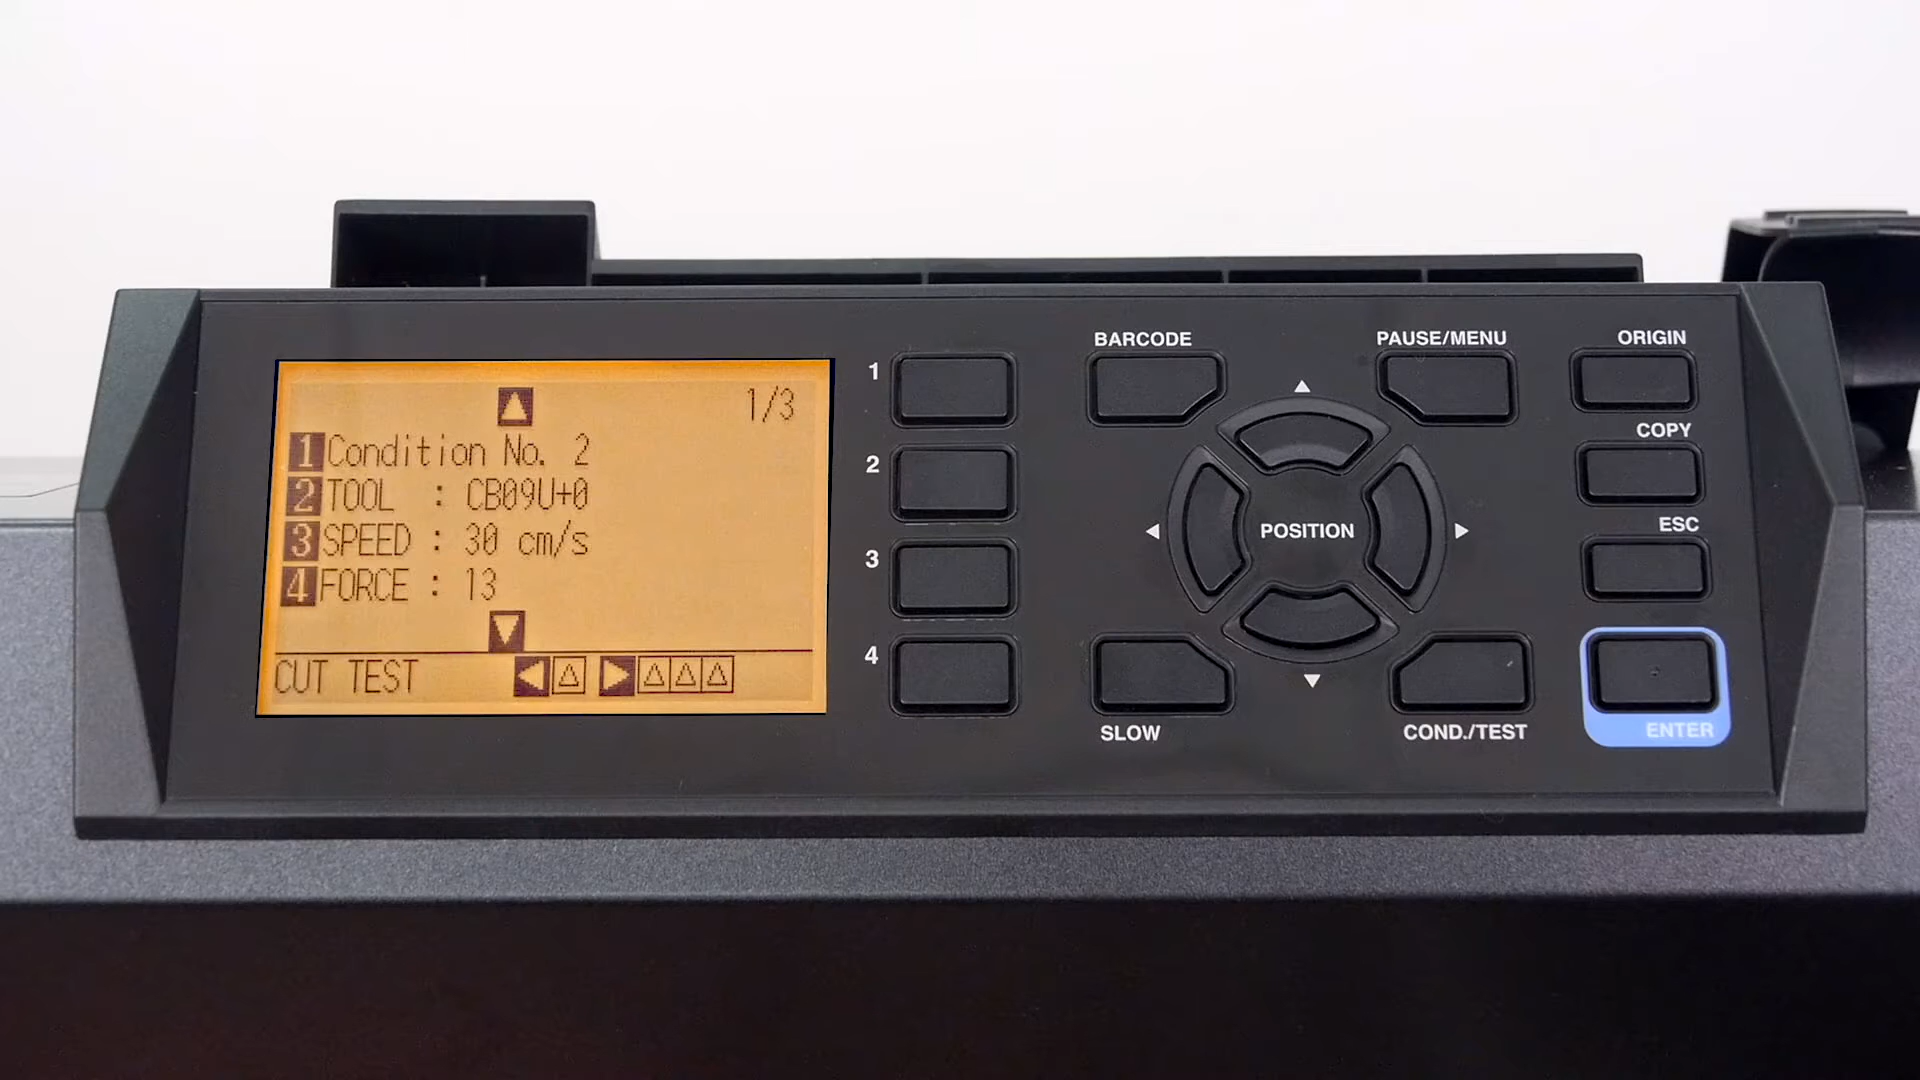 1/3
1 Condition No. 2
2 TOOL : CB09U+0
3 SPEED : 30 cm/s
4 FORCE : 13
CUT TEST
1
2
3
4
BARCODE
PAUSE/MENU
ORIGIN
COPY
ESC
POSITION
SLOW
COND./TEST
ENTER